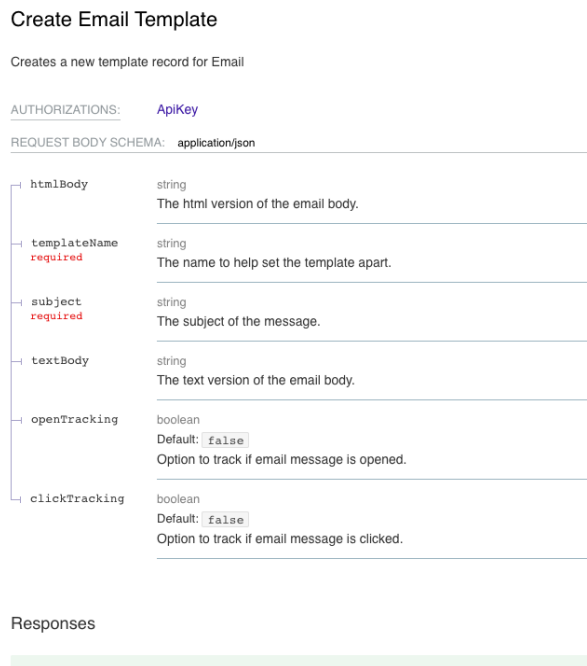 Create Email Template
Creates a new template record for Email
AUTHORIZATIONS: ApiKey
REQUEST BODY SCHEMA: application/json
htmlBody string
The html version of the email body.
templateName string
required
The name to help set the template apart.
subject string
required
The subject of the message.
textBody string
The text version of the email body.
openTracking boolean
Default: false
Option to track if email message is opened.
clickTracking boolean
Default: false
Option to track if email message is clicked.
Responses